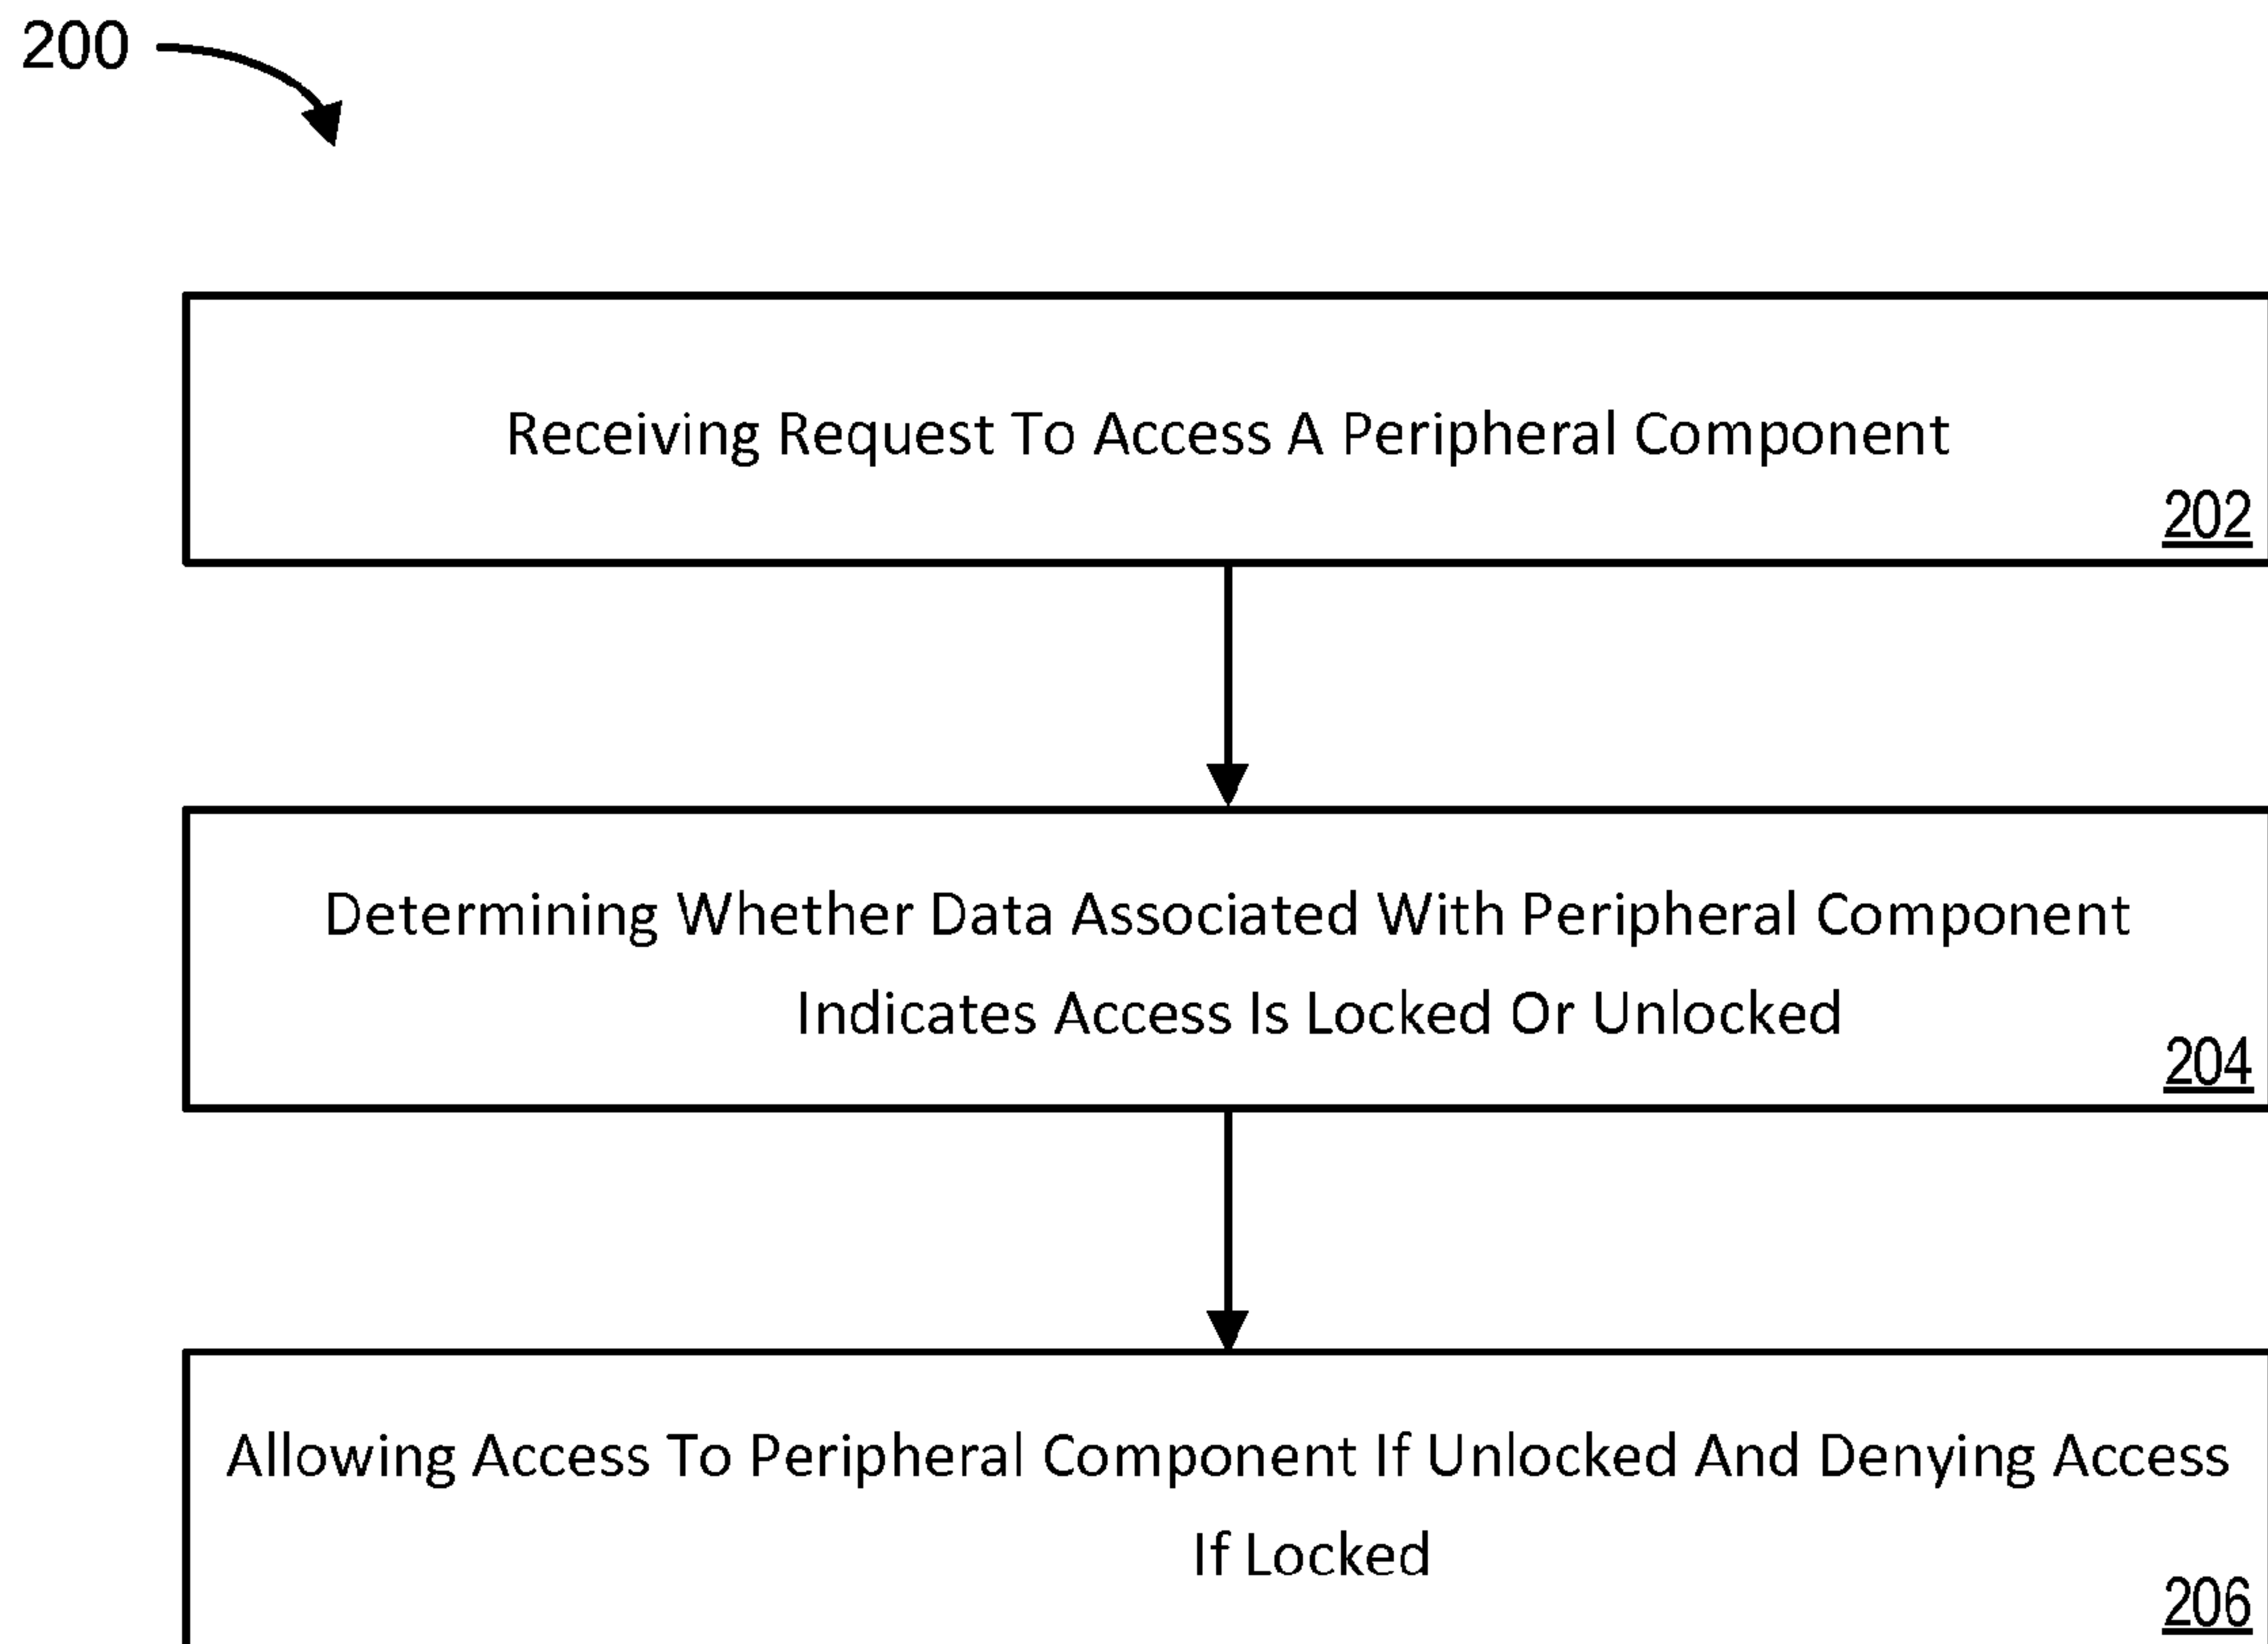 200
Receiving Request To Access A Peripheral Component
202
Determining Whether Data Associated With Peripheral Component
Indicates Access Is Locked Or Unlocked
204
Allowing Access To Peripheral Component If Unlocked And Denying Access
If Locked
206